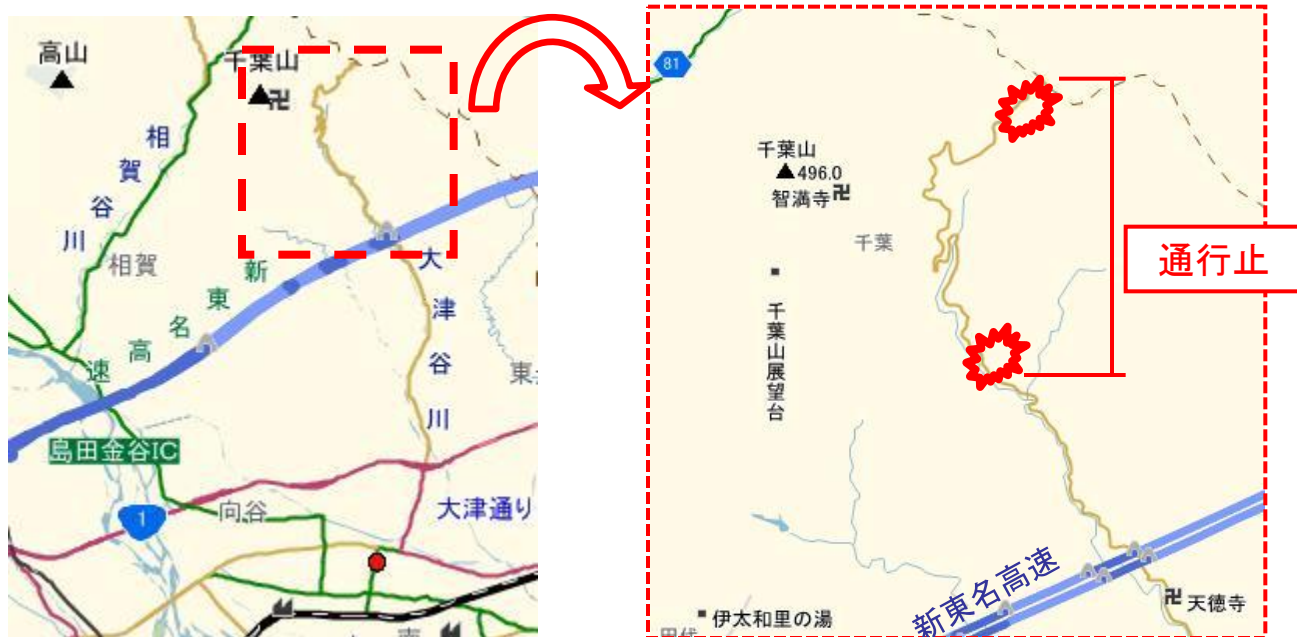 高山
千葉山
相賀谷川
相賀
新東名高速
大津谷川
島田金谷IC
1
向谷
大津通り
81
千葉山
496.0
智満寺
千葉
千葉山展望台
通行止
新東名高速
天徳寺
伊太和里の湯